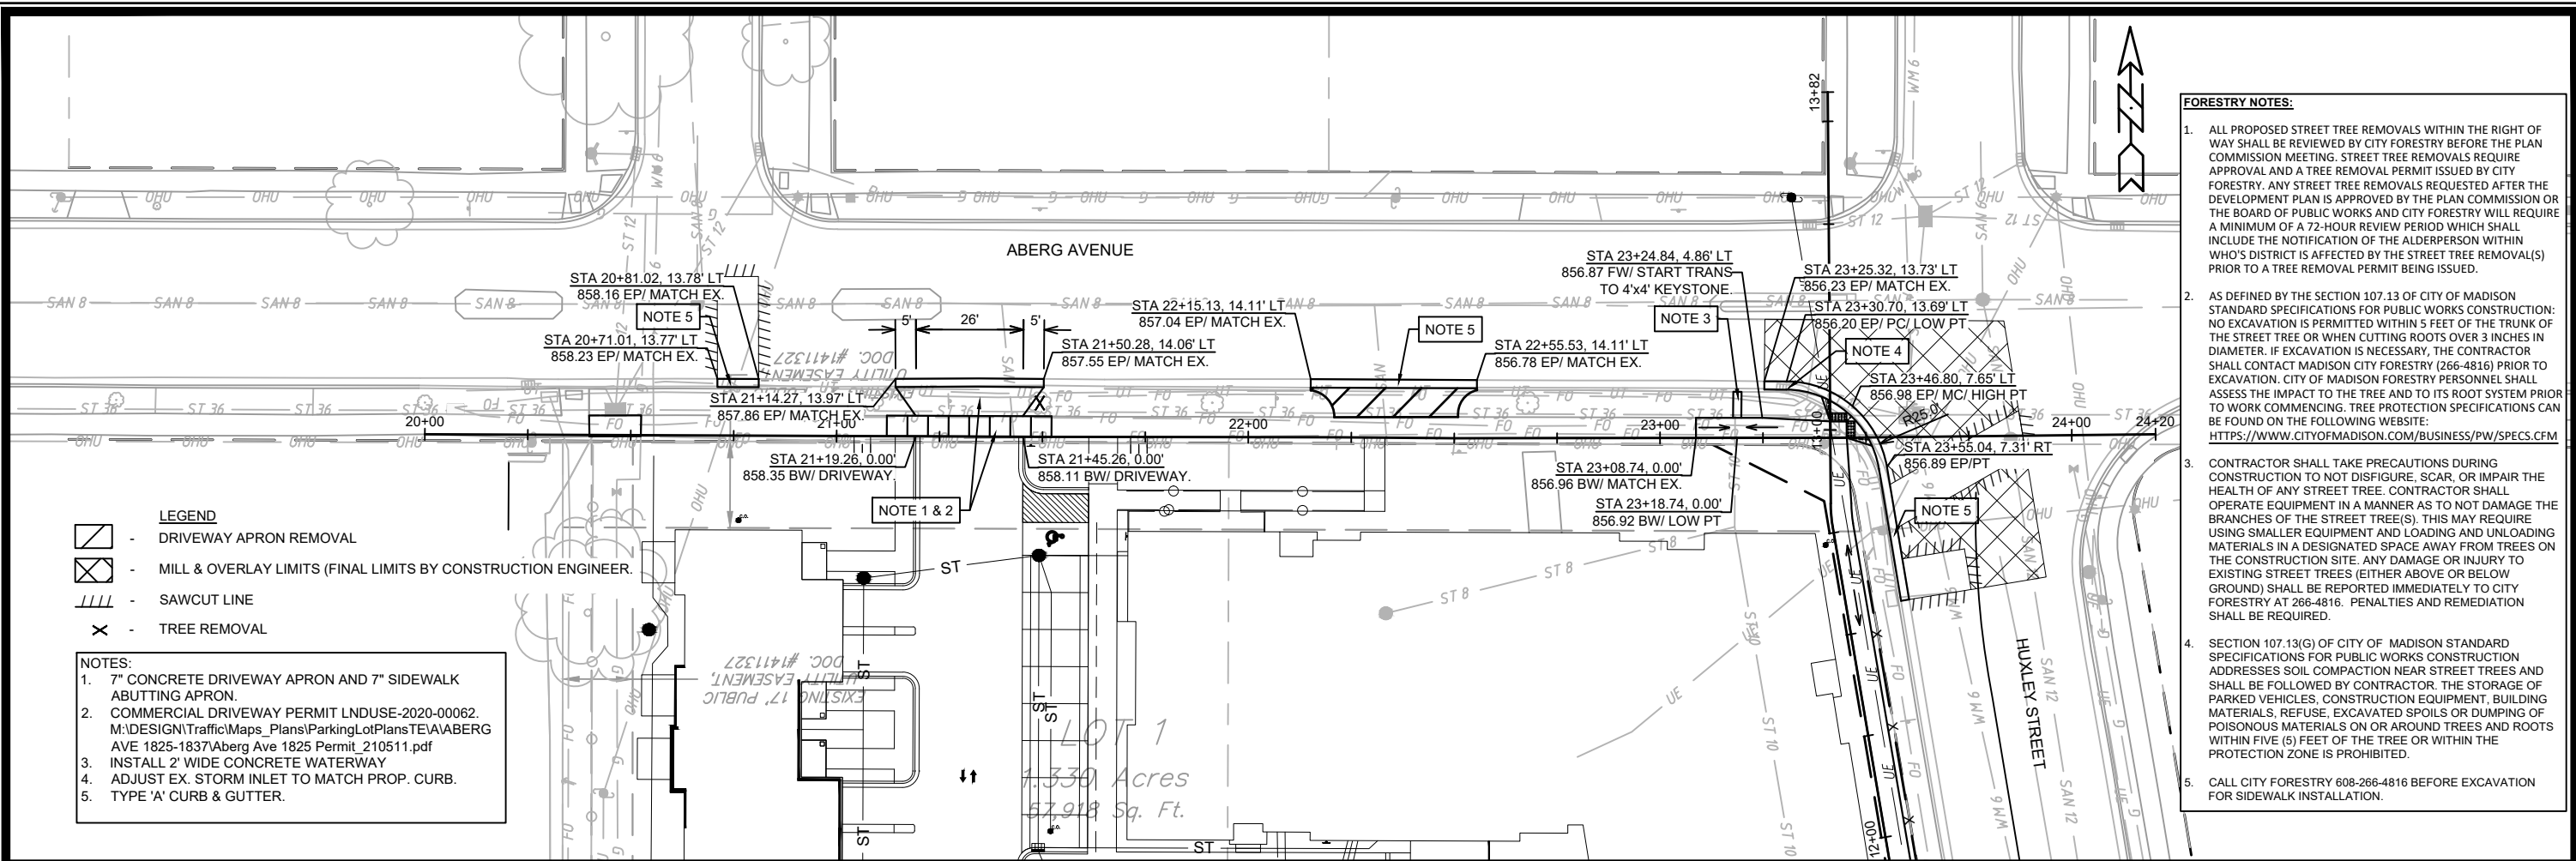 ABERG AVENUE
13+82
WM 6
SAN 8
ST 12
OHU
STA 20+81.02, 13.78' LT
858.16 EP/ MATCH EX.
NOTE 5
STA 20+71.01, 13.77' LT
858.23 EP/ MATCH EX.
DOC. #1411327
STA 21+14.27, 13.97' LT
857.86 EP/ MATCH EX.
5'
26'
5'
STA 21+50.28, 14.06' LT
857.55 EP/ MATCH EX.
STA 22+15.13, 14.11' LT
857.04 EP/ MATCH EX.
NOTE 5
STA 22+55.53, 14.11' LT
856.78 EP/ MATCH EX.
STA 23+24.84, 4.86' LT
856.87 FW/ START TRANS
TO 4'x4' KEYSTONE.
NOTE 3
STA 23+25.32, 13.73' LT
856.23 EP/ MATCH EX.
STA 23+30.70, 13.69' LT
856.20 EP/ PC/ LOW PT
NOTE 4
STA 23+46.80, 7.65' LT
856.98 EP/ MC/ HIGH PT
R25.0'
STA 23+55.04, 7.31' RT
856.89 EP/PT
NOTE 5
20+00
21+00
22+00
23+00
13+00
24+00
24+20
ST 36
STA 21+19.26, 0.00'
858.35 BW/ DRIVEWAY.
STA 21+45.26, 0.00'
858.11 BW/ DRIVEWAY.
NOTE 1 & 2
STA 23+08.74, 0.00'
856.96 BW/ MATCH EX.
STA 23+18.74, 0.00'
856.92 BW/ LOW PT
ST
ST 8
ST 10
UE
FO
HUXLEY STREET
SAN 12
12+00
EXISTING 17' PUBLIC
UTILITY EASEMENT,
DOC. #1411327
LOT 1
1.330 Acres
57,918 Sq. Ft.
LEGEND
- DRIVEWAY APRON REMOVAL
- MILL & OVERLAY LIMITS (FINAL LIMITS BY CONSTRUCTION ENGINEER.
- SAWCUT LINE
- TREE REMOVAL
NOTES:
1. 7" CONCRETE DRIVEWAY APRON AND 7" SIDEWALK
ABUTTING APRON.
2. COMMERCIAL DRIVEWAY PERMIT LNDUSE-2020-00062.
M:\DESIGN\Traffic\Maps_Plans\ParkingLotPlansTE\A\ABERG
AVE 1825-1837\Aberg Ave 1825 Permit_210511.pdf
3. INSTALL 2' WIDE CONCRETE WATERWAY
4. ADJUST EX. STORM INLET TO MATCH PROP. CURB.
5. TYPE 'A' CURB & GUTTER.
FORESTRY NOTES:
1. ALL PROPOSED STREET TREE REMOVALS WITHIN THE RIGHT OF
WAY SHALL BE REVIEWED BY CITY FORESTRY BEFORE THE PLAN
COMMISSION MEETING. STREET TREE REMOVALS REQUIRE
APPROVAL AND A TREE REMOVAL PERMIT ISSUED BY CITY
FORESTRY. ANY STREET TREE REMOVALS REQUESTED AFTER THE
DEVELOPMENT PLAN IS APPROVED BY THE PLAN COMMISSION OR
THE BOARD OF PUBLIC WORKS AND CITY FORESTRY WILL REQUIRE
A MINIMUM OF A 72-HOUR REVIEW PERIOD WHICH SHALL
INCLUDE THE NOTIFICATION OF THE ALDERPERSON WITHIN
WHO'S DISTRICT IS AFFECTED BY THE STREET TREE REMOVAL(S)
PRIOR TO A TREE REMOVAL PERMIT BEING ISSUED.
2. AS DEFINED BY THE SECTION 107.13 OF CITY OF MADISON
STANDARD SPECIFICATIONS FOR PUBLIC WORKS CONSTRUCTION:
NO EXCAVATION IS PERMITTED WITHIN 5 FEET OF THE TRUNK OF
THE STREET TREE OR WHEN CUTTING ROOTS OVER 3 INCHES IN
DIAMETER. IF EXCAVATION IS NECESSARY, THE CONTRACTOR
SHALL CONTACT MADISON CITY FORESTRY (266-4816) PRIOR TO
EXCAVATION. CITY OF MADISON FORESTRY PERSONNEL SHALL
ASSESS THE IMPACT TO THE TREE AND TO ITS ROOT SYSTEM PRIOR
TO WORK COMMENCING. TREE PROTECTION SPECIFICATIONS CAN
BE FOUND ON THE FOLLOWING WEBSITE:
HTTPS://WWW.CITYOFMADISON.COM/BUSINESS/PW/SPECS.CFM
3. CONTRACTOR SHALL TAKE PRECAUTIONS DURING
CONSTRUCTION TO NOT DISFIGURE, SCAR, OR IMPAIR THE
HEALTH OF ANY STREET TREE. CONTRACTOR SHALL
OPERATE EQUIPMENT IN A MANNER AS TO NOT DAMAGE THE
BRANCHES OF THE STREET TREE(S). THIS MAY REQUIRE
USING SMALLER EQUIPMENT AND LOADING AND UNLOADING
MATERIALS IN A DESIGNATED SPACE AWAY FROM TREES ON
THE CONSTRUCTION SITE. ANY DAMAGE OR INJURY TO
EXISTING STREET TREES (EITHER ABOVE OR BELOW
GROUND) SHALL BE REPORTED IMMEDIATELY TO CITY
FORESTRY AT 266-4816. PENALTIES AND REMEDIATION
SHALL BE REQUIRED.
4. SECTION 107.13(G) OF CITY OF MADISON STANDARD
SPECIFICATIONS FOR PUBLIC WORKS CONSTRUCTION
ADDRESSES SOIL COMPACTION NEAR STREET TREES AND
SHALL BE FOLLOWED BY CONTRACTOR. THE STORAGE OF
PARKED VEHICLES, CONSTRUCTION EQUIPMENT, BUILDING
MATERIALS, REFUSE, EXCAVATED SPOILS OR DUMPING OF
POISONOUS MATERIALS ON OR AROUND TREES AND ROOTS
WITHIN FIVE (5) FEET OF THE TREE OR WITHIN THE
PROTECTION ZONE IS PROHIBITED.
5. CALL CITY FORESTRY 608-266-4816 BEFORE EXCAVATION
FOR SIDEWALK INSTALLATION.